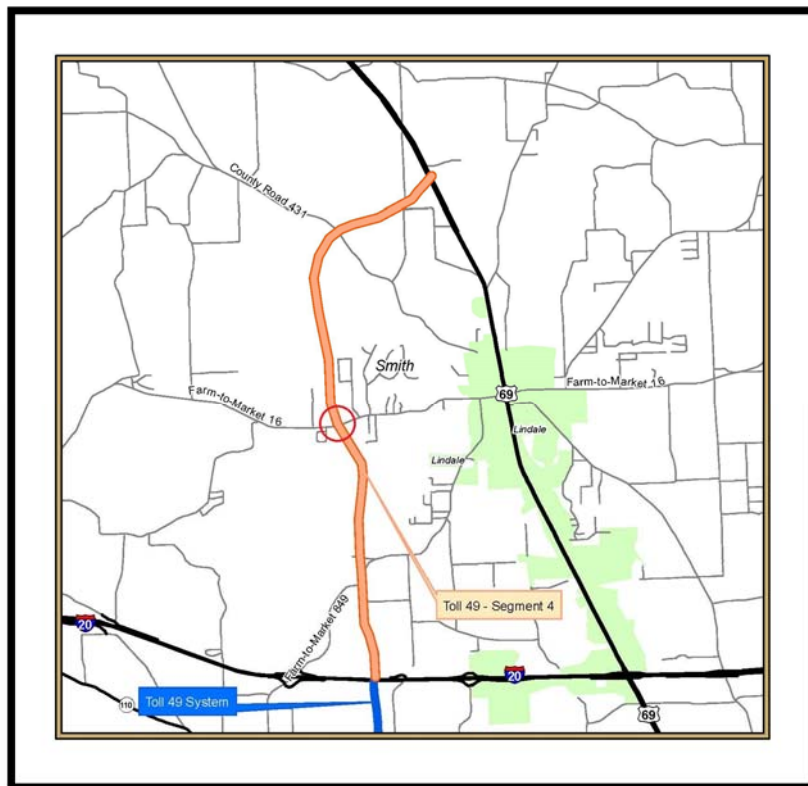 County Road 431
Smith
Farm-to-Market 16
69
Farm-to-Market 16
Lindale
Lindale
Toll 49 - Segment 4
Farm-to-Market 849
20
20
110
Toll 49 System
69